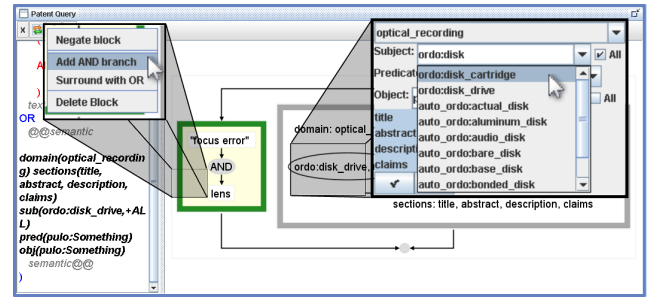 Patent Query
x
Negate block
Add AND branch
Surround with OR
Delete Block
(
A
)
tex
OR
@@semantic
domain(optical_recordin
g) sections(title,
abstract, description,
claims)
sub(ordo:disk_drive,+AL
L)
pred(pulo:Something)
obj(pulo:Something)
semantic@@
)
"focus error"
AND
lens
domain: optical_
ordo:disk_drive,
sections: title, abstract, description, claims
optical_recording
Subject: ordo:disk All
Predicat
Object: All
title
abstract
descript
claims
ordo:disk_cartridge
ordo:disk_drive
auto_ordo:actual_disk
auto_ordo:aluminum_disk
auto_ordo:audio_disk
auto_ordo:bare_disk
auto_ordo:base_disk
auto_ordo:bonded_disk